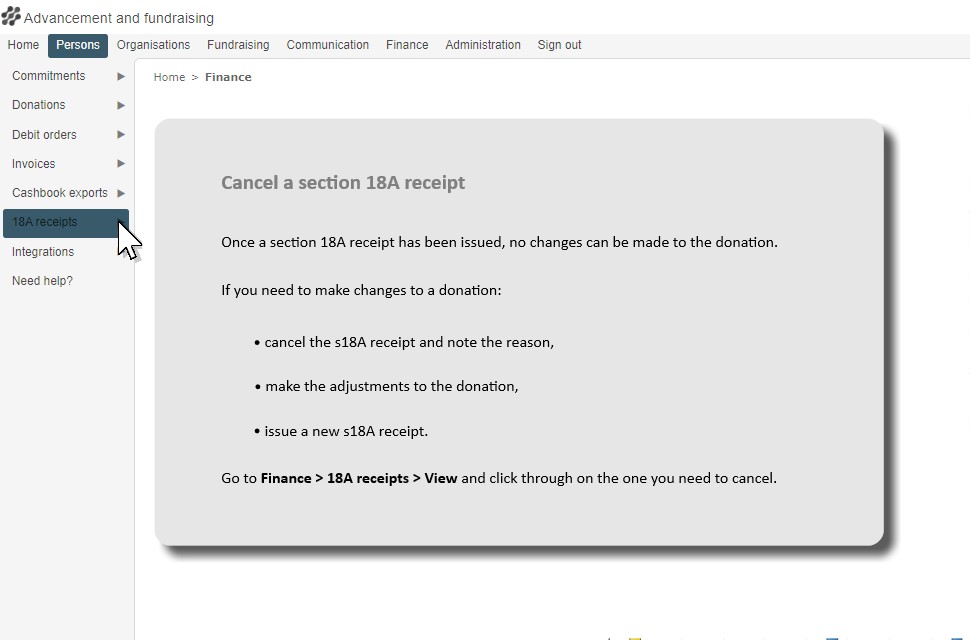 Advancement and fundraising
Home Persons Organisations Fundraising Communication Finance Administration Sign out
Commitments
Donations
Debit orders
Invoices
Cashbook exports
18A receipts
Integrations
Need help?
Home > Finance
Cancel a section 18A receipt
Once a section 18A receipt has been issued, no changes can be made to the donation.
If you need to make changes to a donation:
• cancel the s18A receipt and note the reason,
• make the adjustments to the donation,
• issue a new s18A receipt.
Go to Finance > 18A receipts > View and click through on the one you need to cancel.